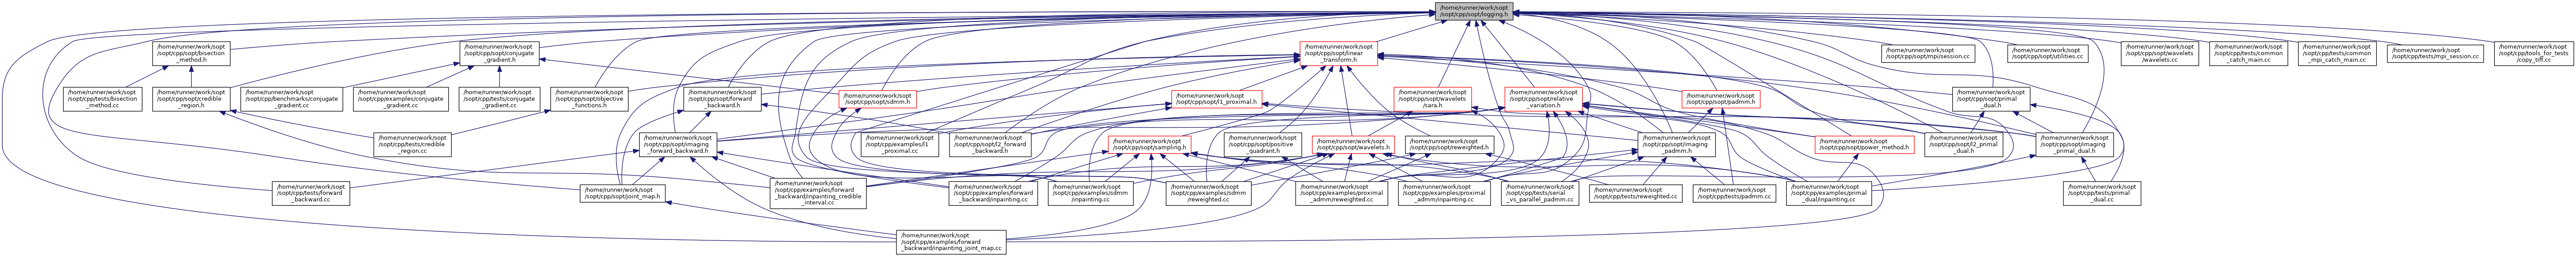 /home/runner/work/sopt
/sopt/cpp/sopt/logging.h
/home/runner/work/sopt
/sopt/cpp/sopt/bisection
_method.h
/home/runner/work/sopt
/sopt/cpp/sopt/conjugate
_gradient.h
/home/runner/work/sopt
/sopt/cpp/sopt/linear
_transform.h
/home/runner/work/sopt
/sopt/cpp/sopt/mpi/session.cc
/home/runner/work/sopt
/sopt/cpp/sopt/utilities.cc
/home/runner/work/sopt
/sopt/cpp/sopt/wavelets
/wavelets.cc
/home/runner/work/sopt
/sopt/cpp/tests/common
_catch_main.cc
/home/runner/work/sopt
/sopt/cpp/tests/common
_mpi_catch_main.cc
/home/runner/work/sopt
/sopt/cpp/tests/mpi_session.cc
/home/runner/work/sopt
/sopt/cpp/tools_for_tests
/copy_tiff.cc
/home/runner/work/sopt
/sopt/cpp/tests/bisection
_method.cc
/home/runner/work/sopt
/sopt/cpp/sopt/credible
_region.h
/home/runner/work/sopt
/sopt/cpp/benchmarks/conjugate
_gradient.cc
/home/runner/work/sopt
/sopt/cpp/examples/conjugate
_gradient.cc
/home/runner/work/sopt
/sopt/cpp/tests/conjugate
_gradient.cc
/home/runner/work/sopt
/sopt/cpp/sopt/objective
_functions.h
/home/runner/work/sopt
/sopt/cpp/sopt/forward
_backward.h
/home/runner/work/sopt
/sopt/cpp/sopt/sdmm.h
/home/runner/work/sopt
/sopt/cpp/sopt/l1_proximal.h
/home/runner/work/sopt
/sopt/cpp/sopt/wavelets
/sara.h
/home/runner/work/sopt
/sopt/cpp/sopt/relative
_variation.h
/home/runner/work/sopt
/sopt/cpp/sopt/padmm.h
/home/runner/work/sopt
/sopt/cpp/sopt/primal
_dual.h
/home/runner/work/sopt
/sopt/cpp/tests/credible
_region.cc
/home/runner/work/sopt
/sopt/cpp/sopt/imaging
_forward_backward.h
/home/runner/work/sopt
/sopt/cpp/examples/l1
_proximal.cc
/home/runner/work/sopt
/sopt/cpp/sopt/l2_forward
_backward.h
/home/runner/work/sopt
/sopt/cpp/sopt/sampling.h
/home/runner/work/sopt
/sopt/cpp/sopt/positive
_quadrant.h
/home/runner/work/sopt
/sopt/cpp/sopt/wavelets.h
/home/runner/work/sopt
/sopt/cpp/sopt/reweighted.h
/home/runner/work/sopt
/sopt/cpp/sopt/imaging
_padmm.h
/home/runner/work/sopt
/sopt/cpp/sopt/power_method.h
/home/runner/work/sopt
/sopt/cpp/sopt/l2_primal
_dual.h
/home/runner/work/sopt
/sopt/cpp/sopt/imaging
_primal_dual.h
/home/runner/work/sopt
/sopt/cpp/tests/forward
_backward.cc
/home/runner/work/sopt
/sopt/cpp/sopt/joint_map.h
/home/runner/work/sopt
/sopt/cpp/examples/forward
_backward/inpainting_credible
_interval.cc
/home/runner/work/sopt
/sopt/cpp/examples/forward
_backward/inpainting.cc
/home/runner/work/sopt
/sopt/cpp/examples/sdmm
/inpainting.cc
/home/runner/work/sopt
/sopt/cpp/examples/sdmm
/reweighted.cc
/home/runner/work/sopt
/sopt/cpp/examples/proximal
_admm/reweighted.cc
/home/runner/work/sopt
/sopt/cpp/examples/proximal
_admm/inpainting.cc
/home/runner/work/sopt
/sopt/cpp/tests/serial
_vs_parallel_padmm.cc
/home/runner/work/sopt
/sopt/cpp/tests/reweighted.cc
/home/runner/work/sopt
/sopt/cpp/tests/padmm.cc
/home/runner/work/sopt
/sopt/cpp/examples/primal
_dual/inpainting.cc
/home/runner/work/sopt
/sopt/cpp/tests/primal
_dual.cc
/home/runner/work/sopt
/sopt/cpp/examples/forward
_backward/inpainting_joint_map.cc